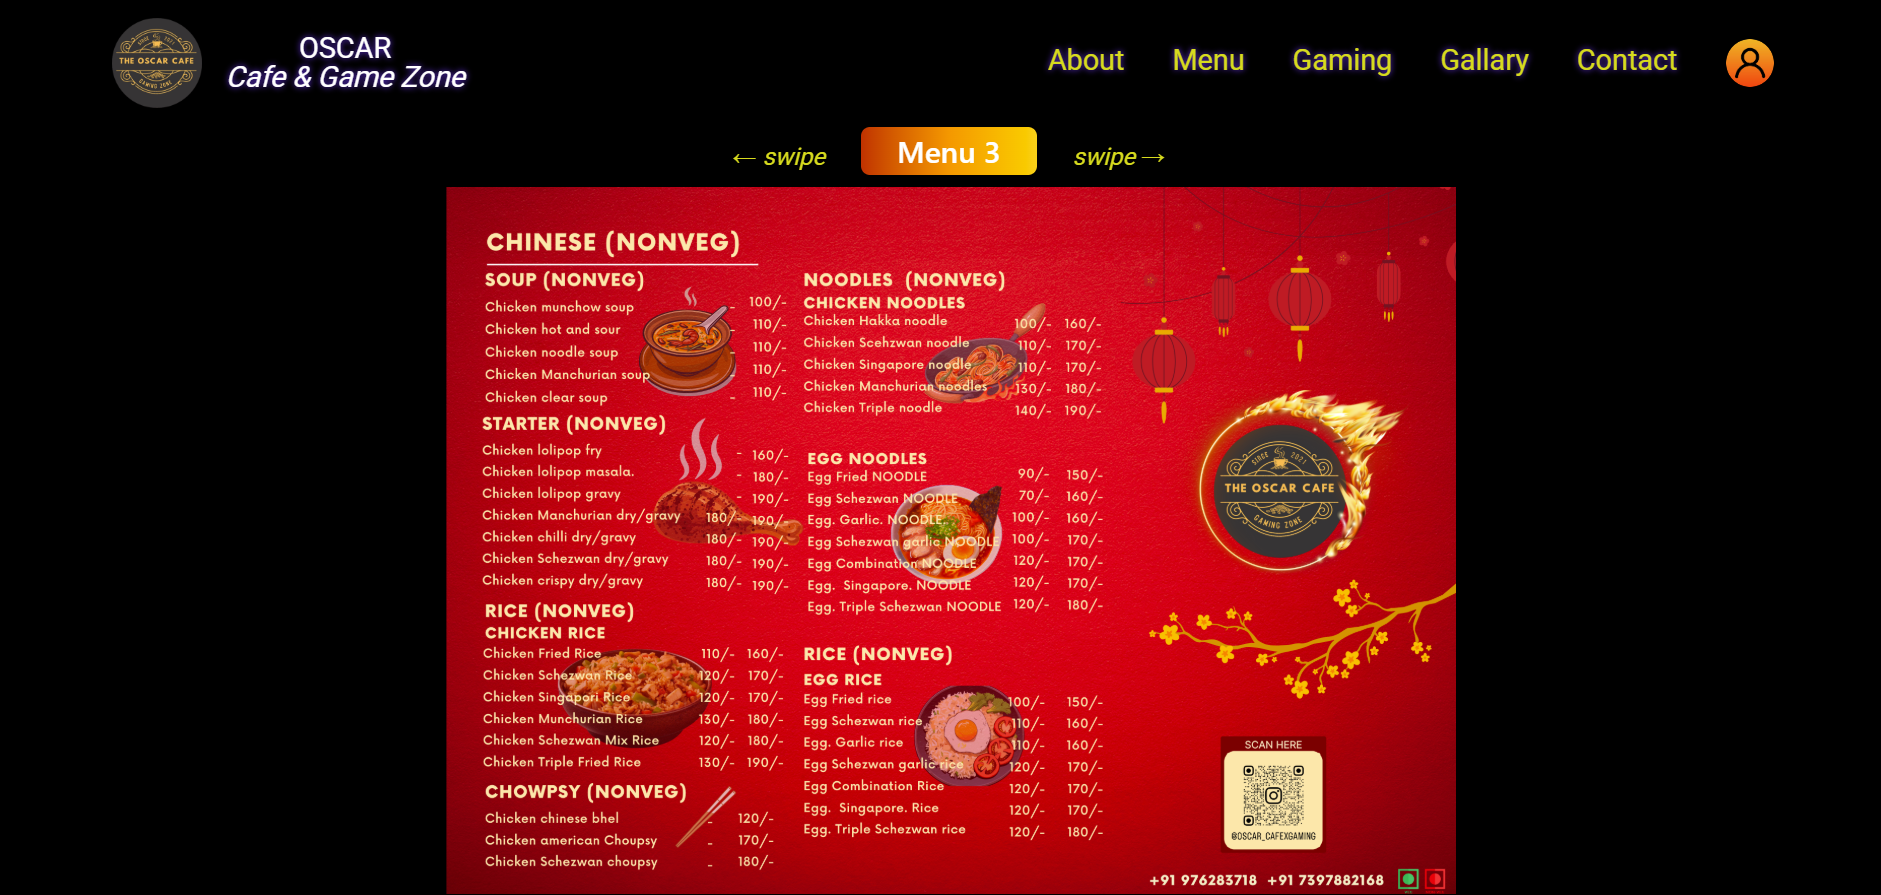 SINCE 2021
THE OSCAR CAFE
GAMING ZONE
OSCAR
Cafe & Game Zone
About
Menu
Gaming
Gallary
Contact
← swipe
Menu 3
swipe →
CHINESE (NONVEG)
SOUP (NONVEG)
Chicken munchow soup - 100/-
Chicken hot and sour - 110/-
Chicken noodle soup - 110/-
Chicken Manchurian soup - 110/-
Chicken clear soup - 110/-
STARTER (NONVEG)
Chicken lolipop fry - 160/-
Chicken lolipop masala. - 180/-
Chicken lolipop gravy - 190/-
Chicken Manchurian dry/gravy 180/- 190/-
Chicken chilli dry/gravy 180/- 190/-
Chicken Schezwan dry/gravy 180/- 190/-
Chicken crispy dry/gravy 180/- 190/-
RICE (NONVEG)
CHICKEN RICE
Chicken Fried Rice 110/- 160/-
Chicken Schezwan Rice 120/- 170/-
Chicken Singapori Rice 120/- 170/-
Chicken Munchurian Rice 130/- 180/-
Chicken Schezwan Mix Rice 120/- 180/-
Chicken Triple Fried Rice 130/- 190/-
CHOWPSY (NONVEG)
Chicken chinese bhel - 120/-
Chicken american Choupsy - 170/-
Chicken Schezwan choupsy - 180/-
NOODLES (NONVEG)
CHICKEN NOODLES
Chicken Hakka noodle 100/- 160/-
Chicken Scehzwan noodle 110/- 170/-
Chicken Singapore noodle 110/- 170/-
Chicken Manchurian noodles 130/- 180/-
Chicken Triple noodle 140/- 190/-
EGG NOODLES
Egg Fried NOODLE 90/- 150/-
Egg Schezwan NOODLE 70/- 160/-
Egg. Garlic. NOODLE. 100/- 160/-
Egg Schezwan garlic NOODLE 100/- 170/-
Egg Combination NOODLE 120/- 170/-
Egg. Singapore. NOODLE 120/- 170/-
Egg. Triple Schezwan NOODLE 120/- 180/-
RICE (NONVEG)
EGG RICE
Egg Fried rice 100/- 150/-
Egg Schezwan rice 110/- 160/-
Egg. Garlic rice 110/- 160/-
Egg Schezwan garlic rice 120/- 170/-
Egg Combination Rice 120/- 170/-
Egg. Singapore. Rice 120/- 170/-
Egg. Triple Schezwan rice 120/- 180/-
SINCE 2021
THE OSCAR CAFE
GAMING ZONE
SCAN HERE
@OSCAR_CAFEXGAMING
+91 976283718 +91 7397882168